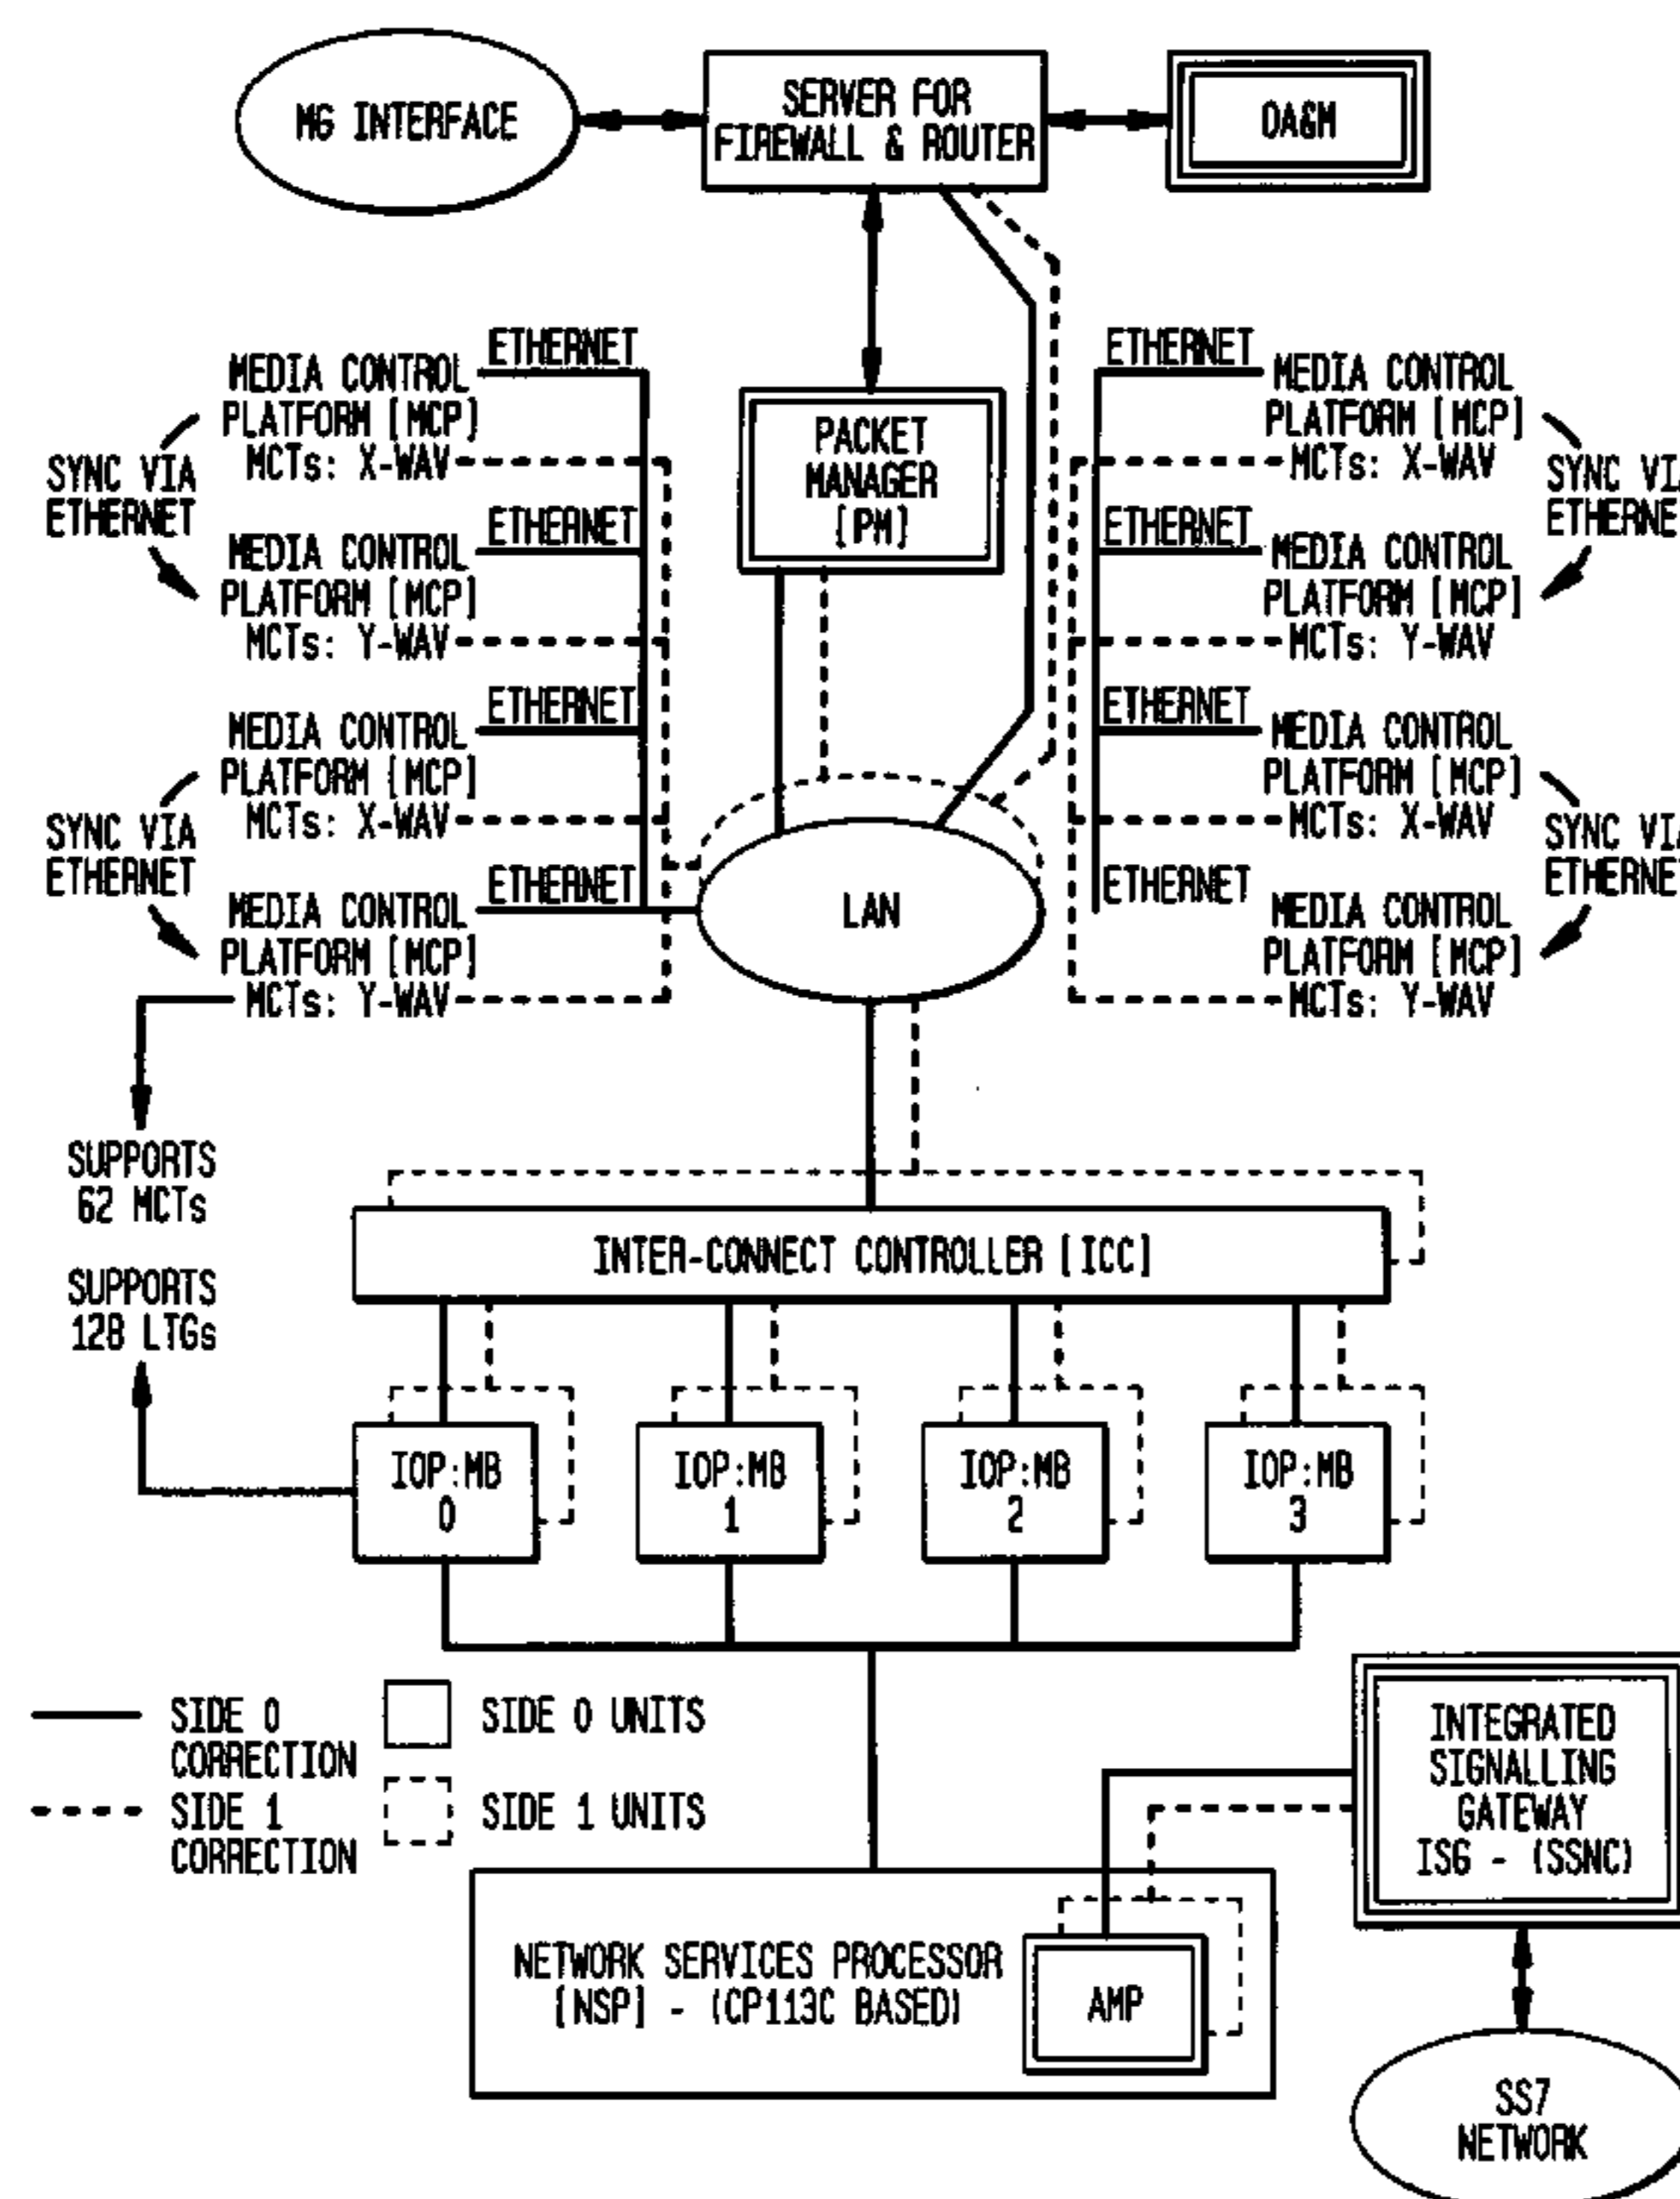 MG INTERFACE
SERVER FOR
FIREWALL & ROUTER
OA&M
ETHERNET
MEDIA CONTROL
PLATFORM [MCP]
MCTs: X-WAV
SYNC VIA
ETHERNET
ETHERNET
MEDIA CONTROL
PLATFORM [MCP]
MCTs: Y-WAV
ETHERNET
MEDIA CONTROL
PLATFORM [MCP]
MCTs: X-WAV
SYNC VIA
ETHERNET
ETHERNET
MEDIA CONTROL
PLATFORM [MCP]
MCTs: Y-WAV
PACKET
MANAGER
[PM]
LAN
ETHERNET
MEDIA CONTROL
PLATFORM [MCP]
MCTs: X-WAV
SYNC VIA
ETHERNE
ETHERNET
MEDIA CONTROL
PLATFORM [MCP]
MCTs: Y-WAV
ETHERNET
MEDIA CONTROL
PLATFORM [MCP]
MCTs: X-WAV
SYNC VIA
ETHERNET
ETHERNET
MEDIA CONTROL
PLATFORM [MCP]
MCTs: Y-WAV
SUPPORTS
62 MCTs
SUPPORTS
128 LTGs
INTER-CONNECT CONTROLLER [ICC]
IOP:MB
0
IOP:MB
1
IOP:MB
2
IOP:MB
3
SIDE 0
CORRECTION
SIDE 0 UNITS
SIDE 1
CORRECTION
SIDE 1 UNITS
INTEGRATED
SIGNALLING
GATEWAY
ISG - (SSNC)
NETWORK SERVICES PROCESSOR
[NSP] - (CP113C BASED)
AMP
SS7
NETWORK